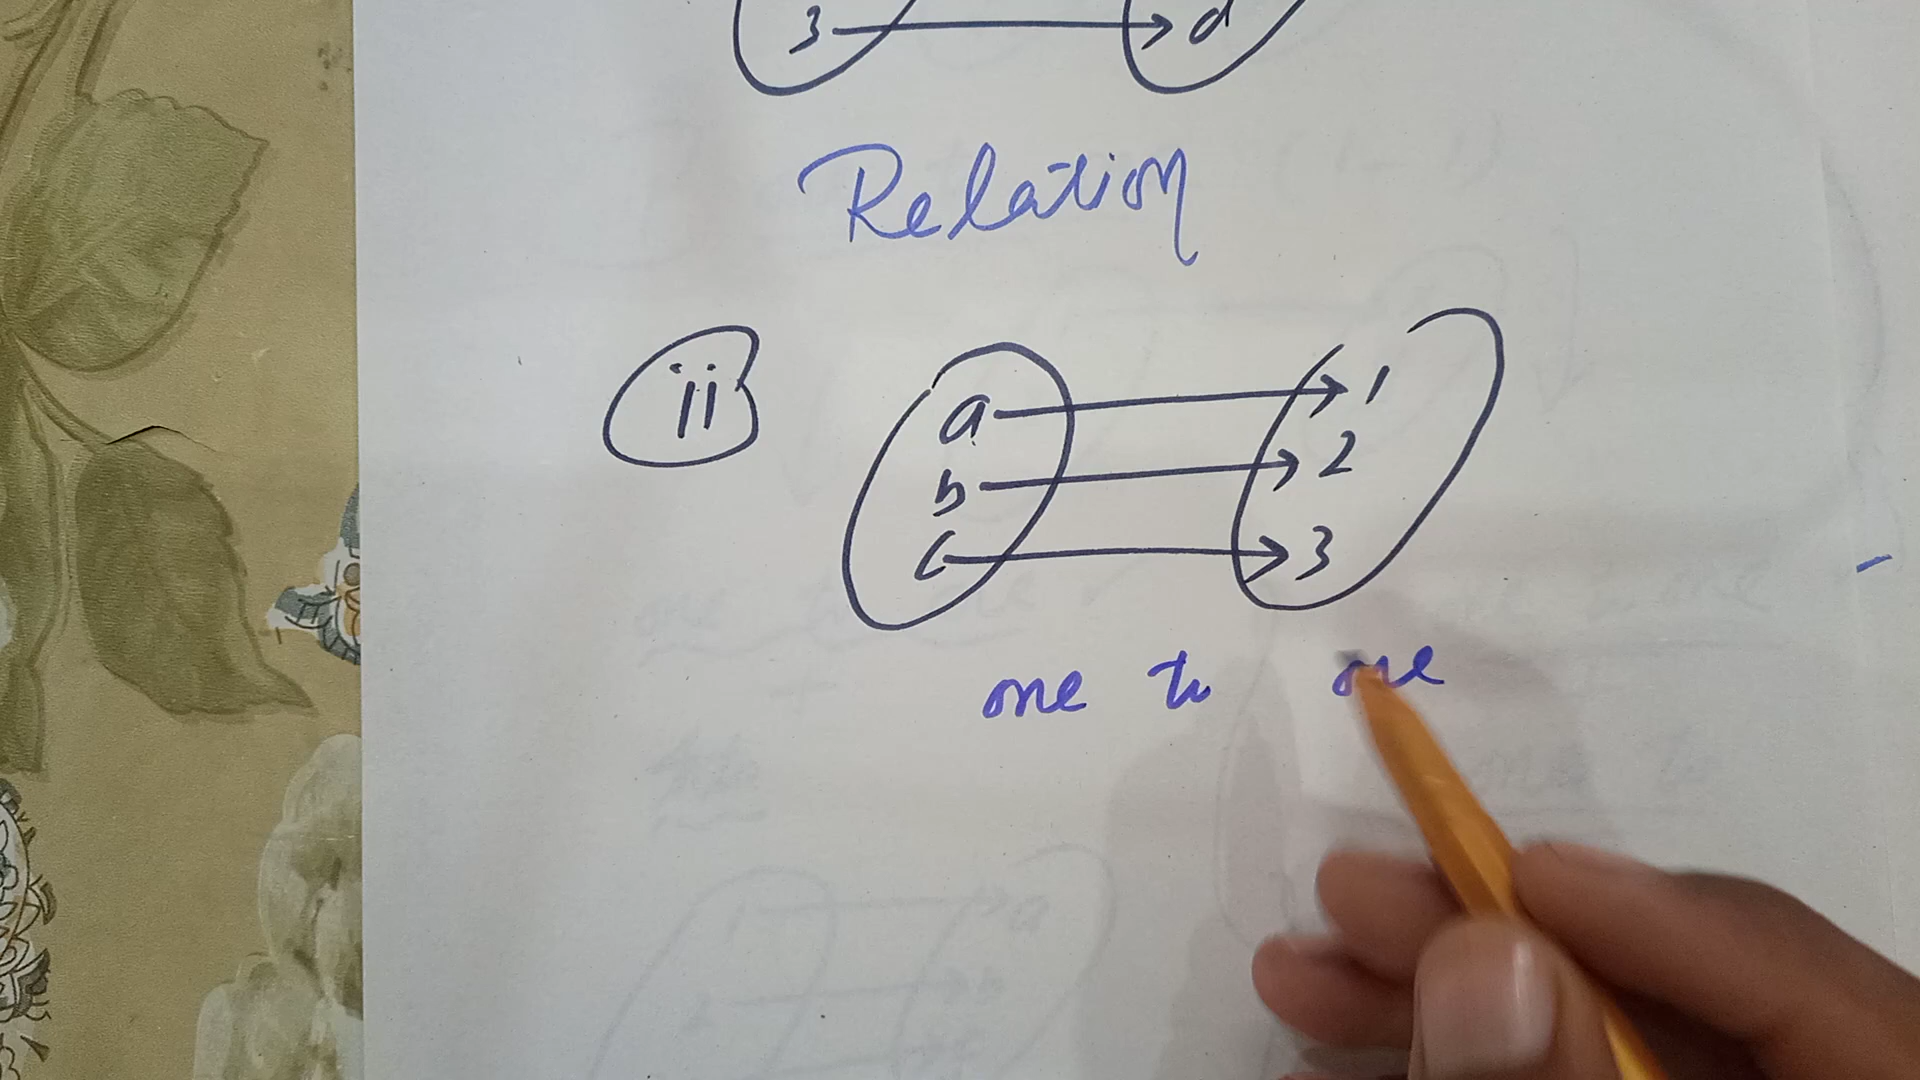 3 d
Relation
ii
a 1
b 2
c 3
one to one